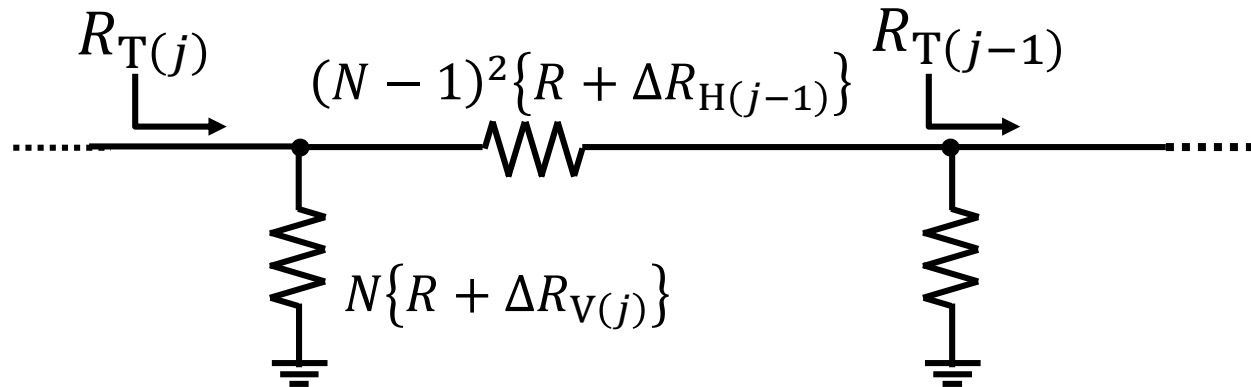 R_T(j)
(N − 1)²{R + ΔR_H(j−1)}
R_T(j−1)
N{R + ΔR_V(j)}